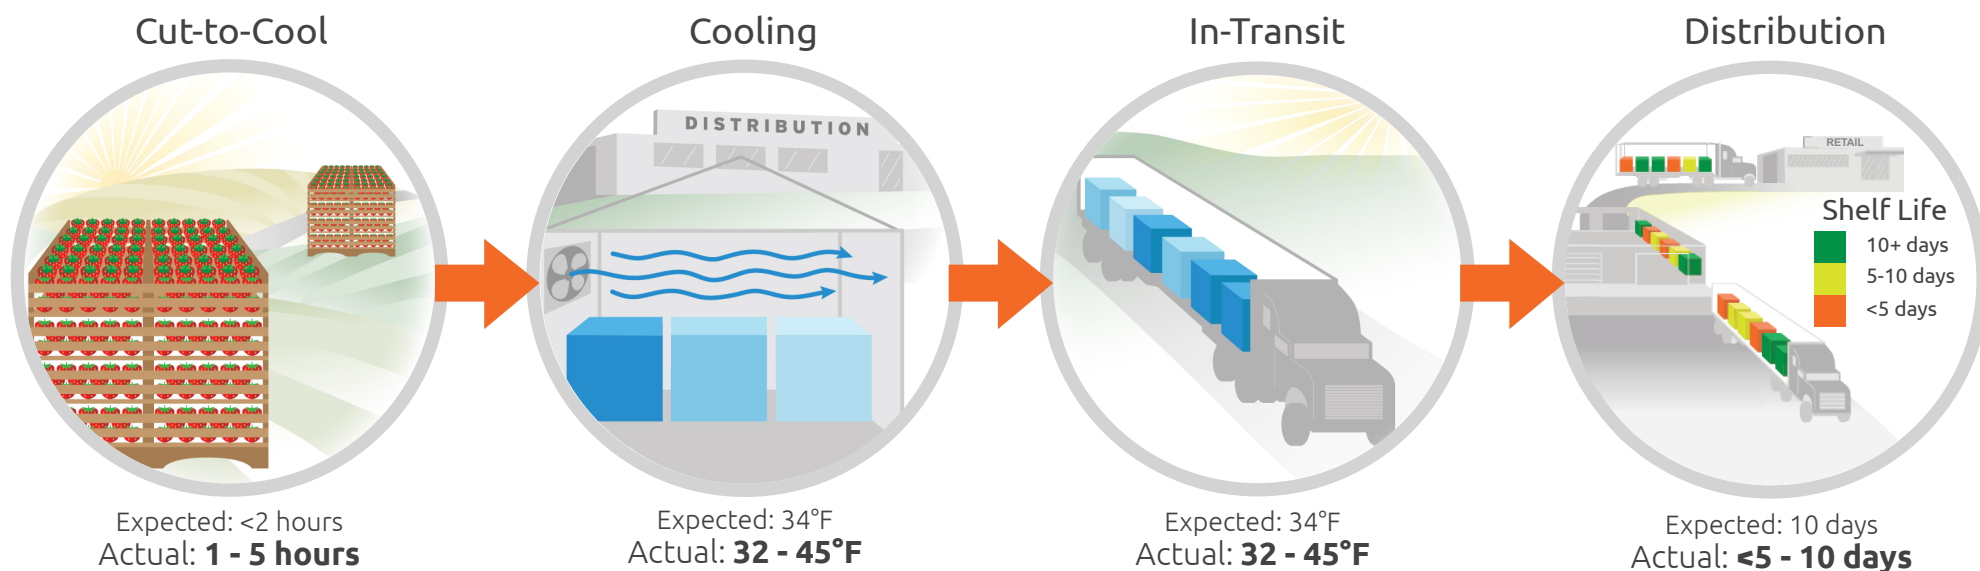 Cut-to-Cool
Cooling
In-Transit
Distribution
DISTRIBUTION
RETAIL
Shelf Life
10+ days
5-10 days
<5 days
Expected: <2 hours
Actual: 1 - 5 hours
Expected: 34°F
Actual: 32 - 45°F
Expected: 34°F
Actual: 32 - 45°F
Expected: 10 days
Actual: <5 - 10 days